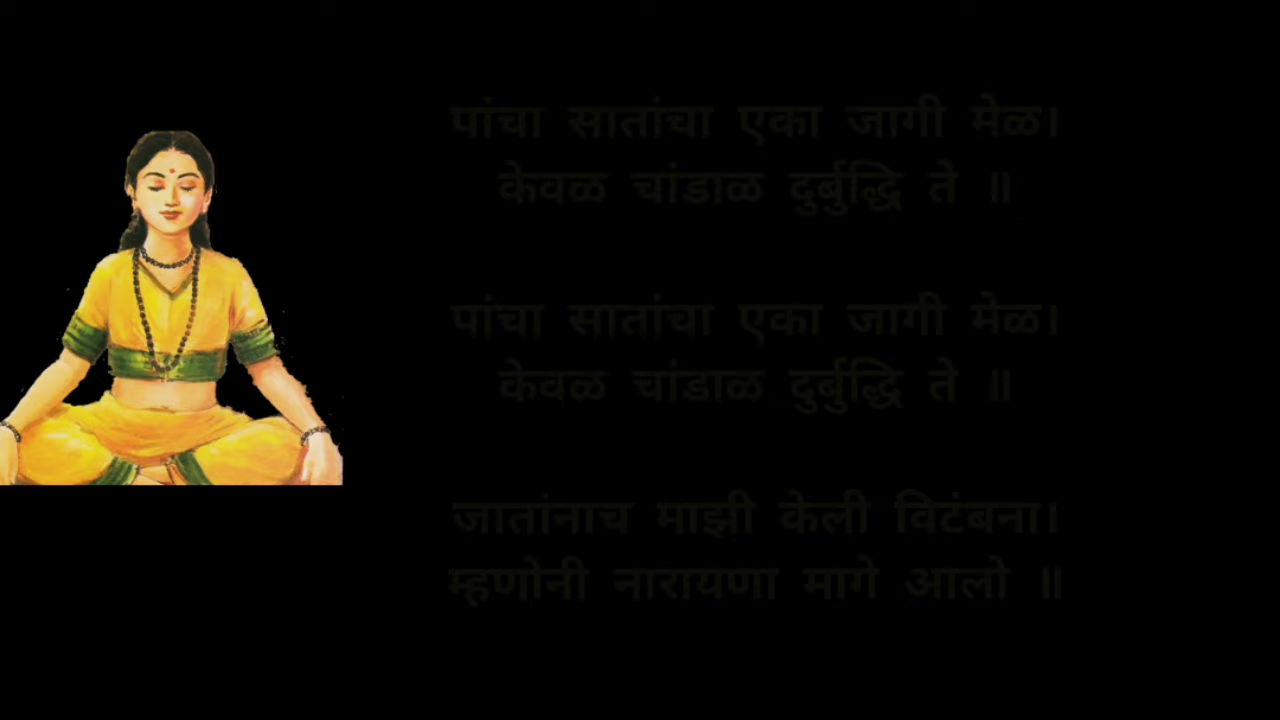 पांचा सातांचा एका जागी मेळ।
केवळ चांडाळ दुर्बुद्धि ते ॥
पांचा सातांचा एका जागी मेळ।
केवळ चांडाळ दुर्बुद्धि ते ॥
जातांनाच माझी केली विटंबना।
म्हणोनी नारायणा मागे आलो ॥